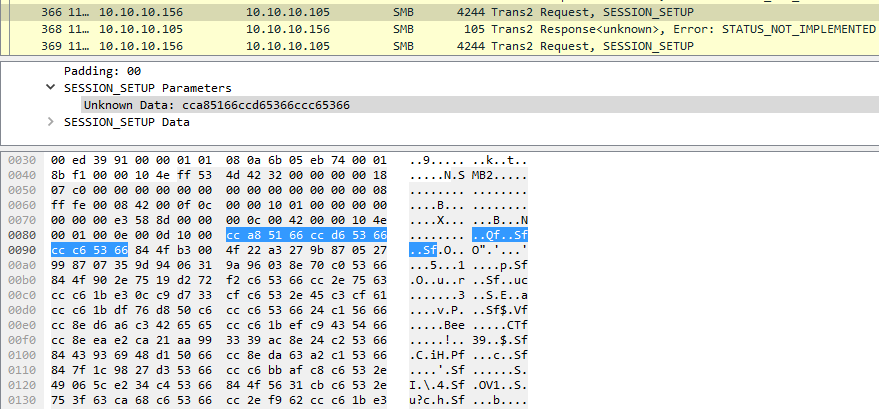 366 11… 10.10.10.156 10.10.10.105 SMB 4244 Trans2 Request, SESSION_SETUP
368 11… 10.10.10.105 10.10.10.156 SMB 105 Trans2 Response<unknown>, Error: STATUS_NOT_IMPLEMENTED
369 11… 10.10.10.156 10.10.10.105 SMB 4244 Trans2 Request, SESSION_SETUP
Padding: 00
SESSION_SETUP Parameters
Unknown Data: cca85166ccd65366ccc65366
SESSION_SETUP Data
0030 00 ed 39 91 00 00 01 01 08 0a 6b 05 eb 74 00 01 ..9..... ..k..t..
0040 8b f1 00 00 10 4e ff 53 4d 42 32 00 00 00 00 18 .....N.S MB2.....
0050 07 c0 00 00 00 00 00 00 00 00 00 00 00 00 00 08 ........ ........
0060 ff fe 00 08 42 00 0f 0c 00 00 10 01 00 00 00 00 ....B... ........
0070 00 00 00 e3 58 8d 00 00 00 0c 00 42 00 00 10 4e ....X... ...B...N
0080 00 01 00 0e 00 0d 10 00 cc a8 51 66 cc d6 53 66 ........ ..Qf..Sf
0090 cc c6 53 66 84 4f b3 00 4f 22 a3 27 9b 87 05 27 ..Sf.O.. O".'...'
00a0 99 87 07 35 9d 94 06 31 9a 96 03 8e 70 c0 53 66 ...5...1 ....p.Sf
00b0 84 4f 90 2e 75 19 d2 72 f2 c6 53 66 cc 2e 75 63 .O..u..r ..Sf..uc
00c0 cc c6 1b e3 0c c9 d7 33 cf c6 53 2e 45 c3 cf 61 .......3 ..S.E..a
00d0 cc c6 1b df 76 d8 50 c6 cc c6 53 66 24 c1 56 66 ....v.P. ..Sf$.Vf
00e0 cc 8e d6 a6 c3 42 65 65 cc c6 1b ef c9 43 54 66 .....Bee .....CTf
00f0 cc 8e ea e2 ca 21 aa 99 33 39 ac 8e 24 c2 53 66 .....!.. 39..$.Sf
0100 84 43 93 69 48 d1 50 66 cc 8e da 63 a2 c1 53 66 .C.iH.Pf ...c..Sf
0110 84 7f 1c 98 27 d3 53 66 cc c6 bb af c8 c6 53 2e ....'.Sf ......S.
0120 49 06 5c e2 34 c4 53 66 84 4f 56 31 cb c6 53 2e I.\.4.Sf .OV1..S.
0130 75 3f 63 ca 68 c6 53 66 cc 2e f9 62 cc c6 1b e3 u?c.h.Sf ...b....